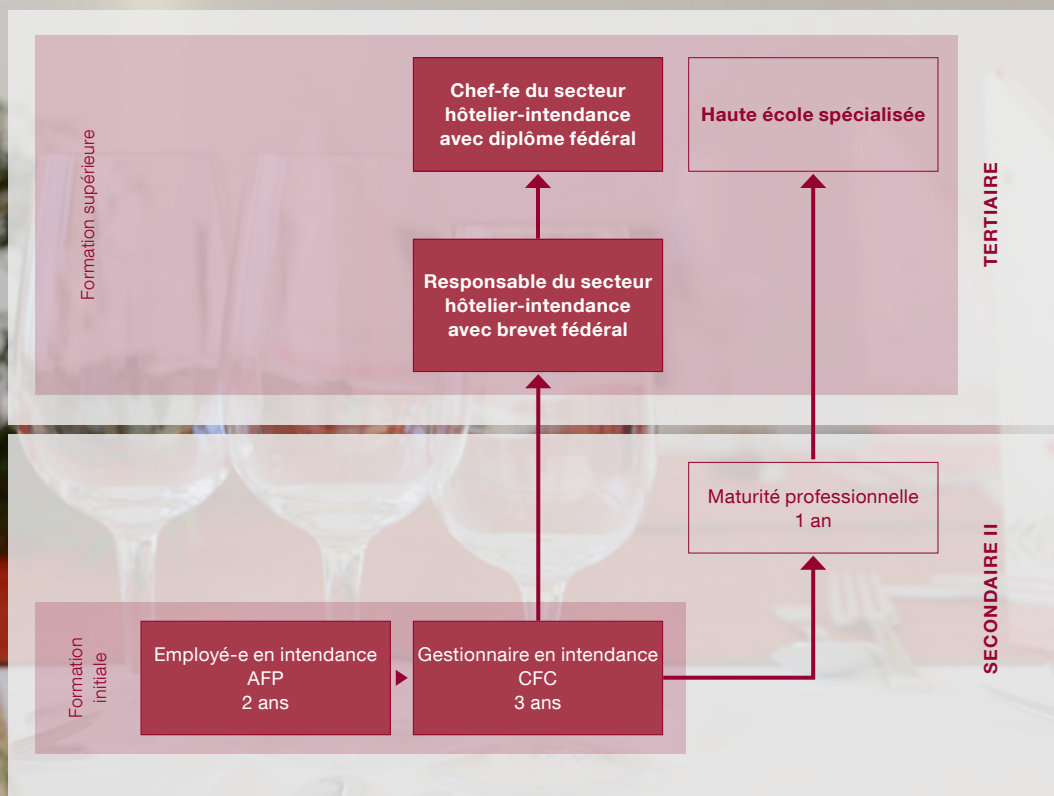 Chef-fe du secteur
hôtelier-intendance
avec diplôme fédéral
Haute école spécialisée
Formation supérieure
TERTIAIRE
Responsable du secteur
hôtelier-intendance
avec brevet fédéral
Maturité professionnelle
1 an
SECONDAIRE II
Formation
initiale
Employé-e en intendance
AFP
2 ans
Gestionnaire en intendance
CFC
3 ans